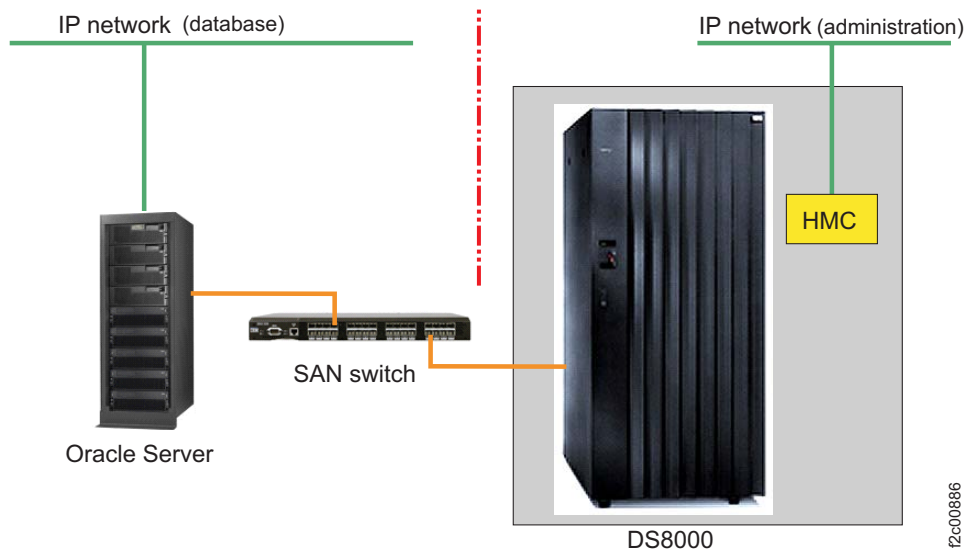 IP network (database)
IP network (administration)
HMC
SAN switch
Oracle Server
DS8000
f2c00886